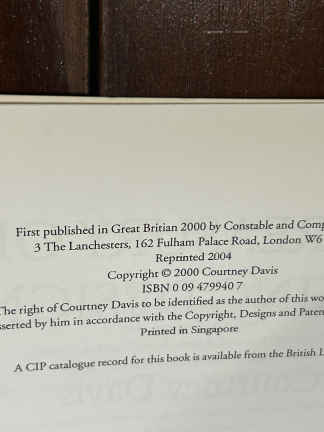 First published in Great Britian 2000 by Constable and Comp
3 The Lanchesters, 162 Fulham Palace Road, London W6
Reprinted 2004
Copyright © 2000 Courtney Davis
ISBN 0 09 479940 7
The right of Courtney Davis to be identified as the author of this wo
sserted by him in accordance with the Copyright, Designs and Paten
Printed in Singapore
A CIP catalogue record for this book is available from the British L